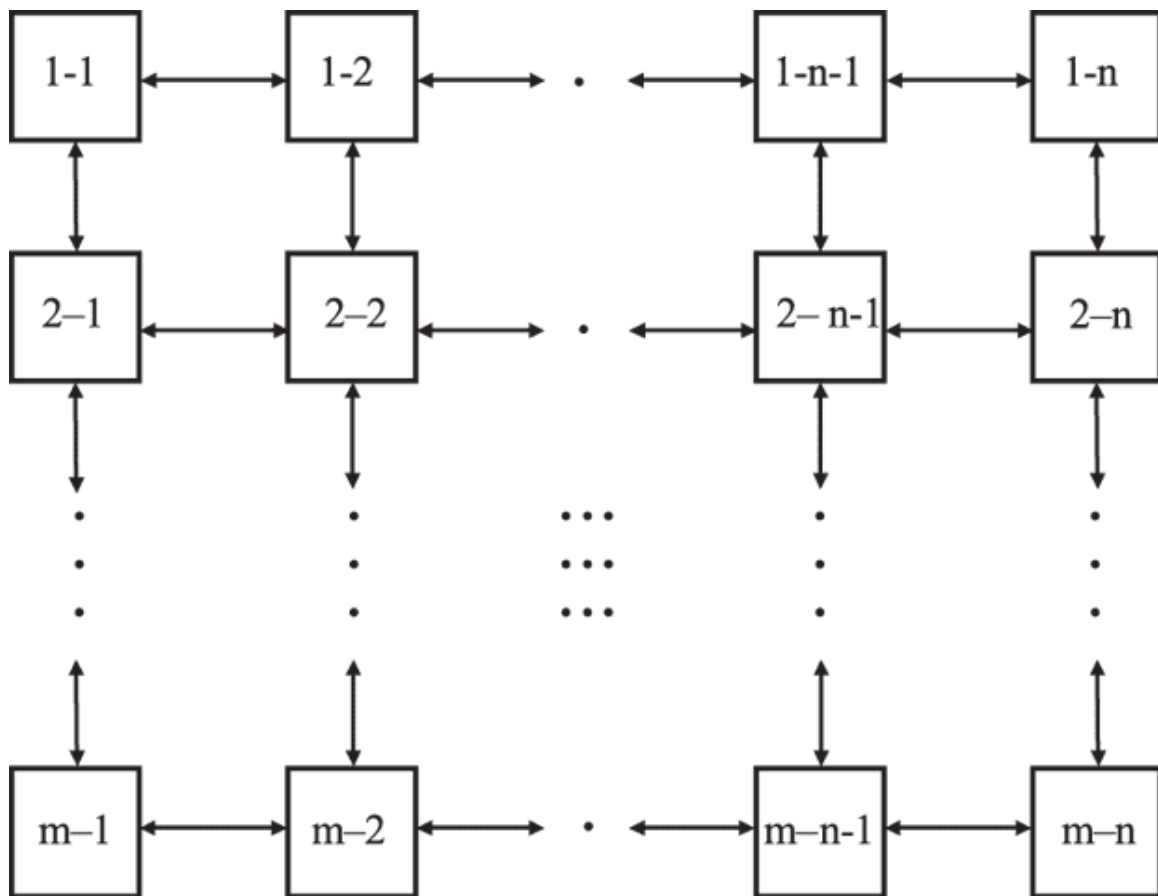 1-1 1-2 . 1-n-1 1-n
2–1 2–2 . 2– n-1 2–n
. . ... . .
. . ... . .
. . ... . .
m–1 m–2 . m–n-1 m–n